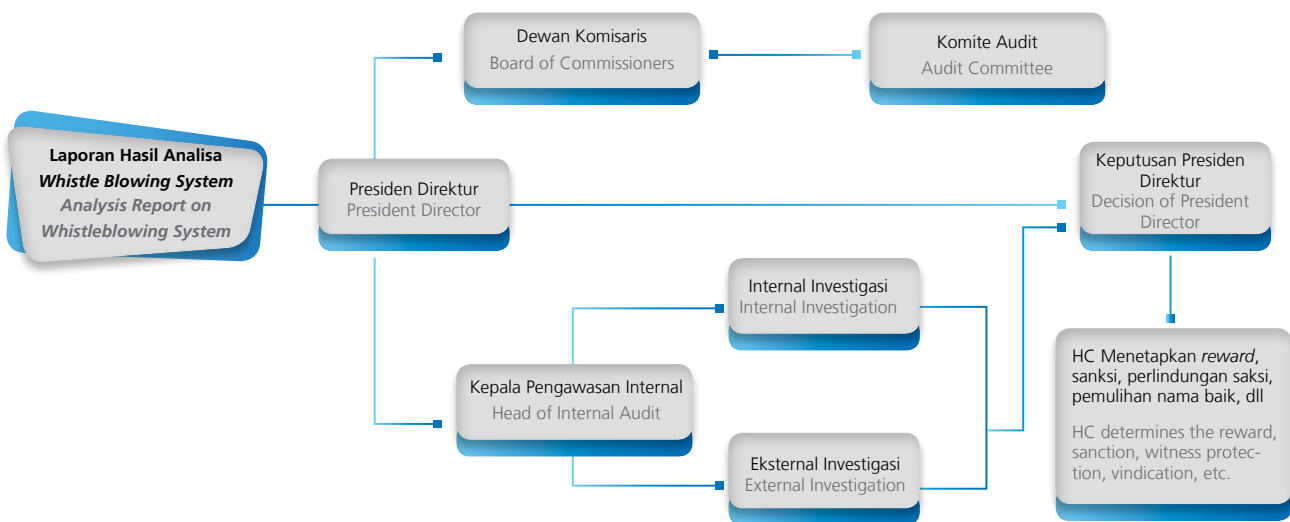 Dewan Komisaris
Board of Commissioners
Komite Audit
Audit Committee
Laporan Hasil Analisa
Whistle Blowing System
Analysis Report on
Whistleblowing System
Presiden Direktur
President Director
Keputusan Presiden
Direktur
Decision of President
Director
Internal Investigasi
Internal Investigation
Kepala Pengawasan Internal
Head of Internal Audit
Eksternal Investigasi
External Investigation
HC Menetapkan reward,
sanksi, perlindungan saksi,
pemulihan nama baik, dll
HC determines the reward,
sanction, witness protec-
tion, vindication, etc.